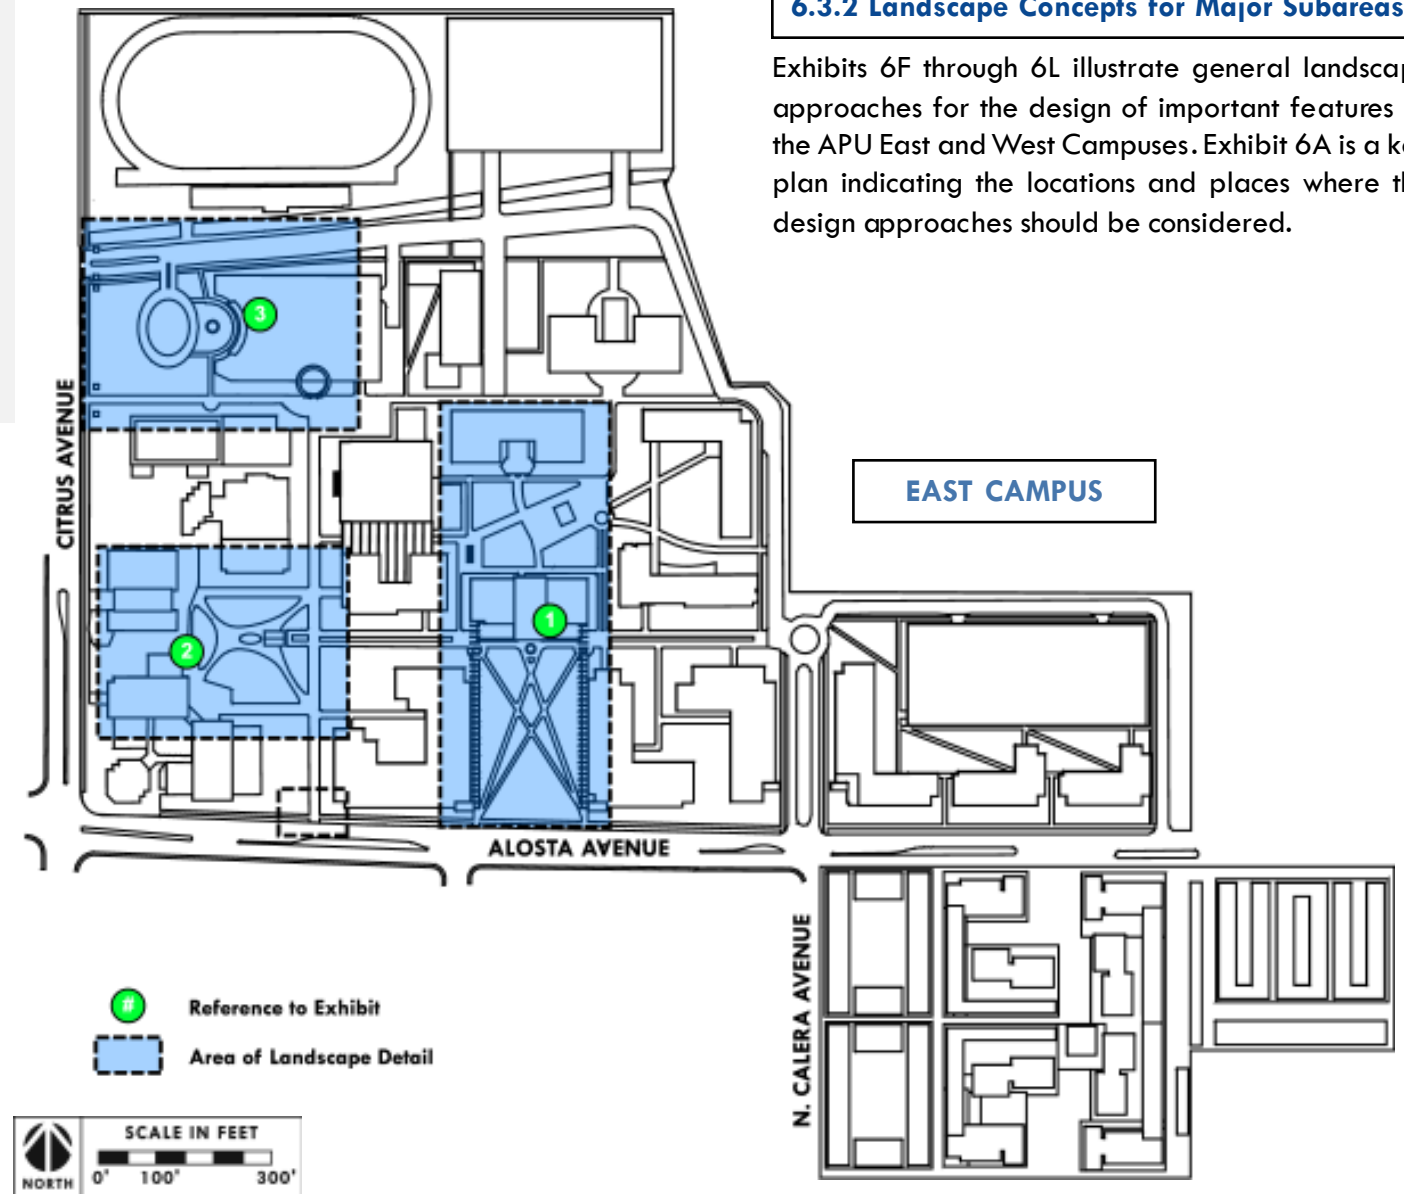 6.3.2 Landscape Concepts for Major Subareas
Exhibits 6F through 6L illustrate general
approaches for the design of important features
the APU East and West Campuses. Exhibit 6A is a
plan indicating the locations and places where
design approaches should be considered.
3
CITRUS AVENUE
EAST CAMPUS
1
2
ALOSTA AVENUE
N. CALERA AVENUE
# Reference to Exhibit
Area of Landscape Detail
SCALE IN FEET
0' 100' 300'
NORTH